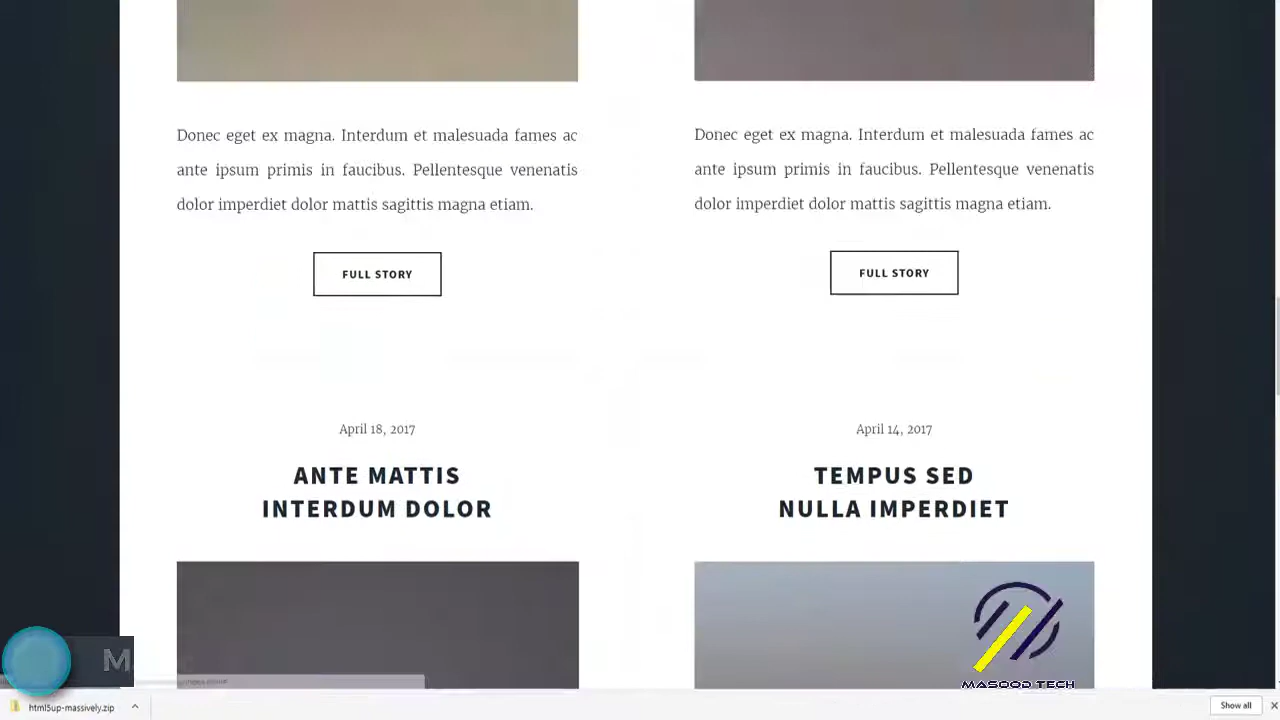 Donec eget ex magna. Interdum et malesuada fames ac
ante ipsum primis in faucibus. Pellentesque venenatis
dolor imperdiet dolor mattis sagittis magna etiam.
FULL STORY
April 18, 2017
ANTE MATTIS
INTERDUM DOLOR
Donec eget ex magna. Interdum et malesuada fames ac
ante ipsum primis in faucibus. Pellentesque venenatis
dolor imperdiet dolor mattis sagittis magna etiam.
FULL STORY
April 14, 2017
TEMPUS SED
NULLA IMPERDIET
MASOOD TECH
M
html5up-massively.zip
Show all